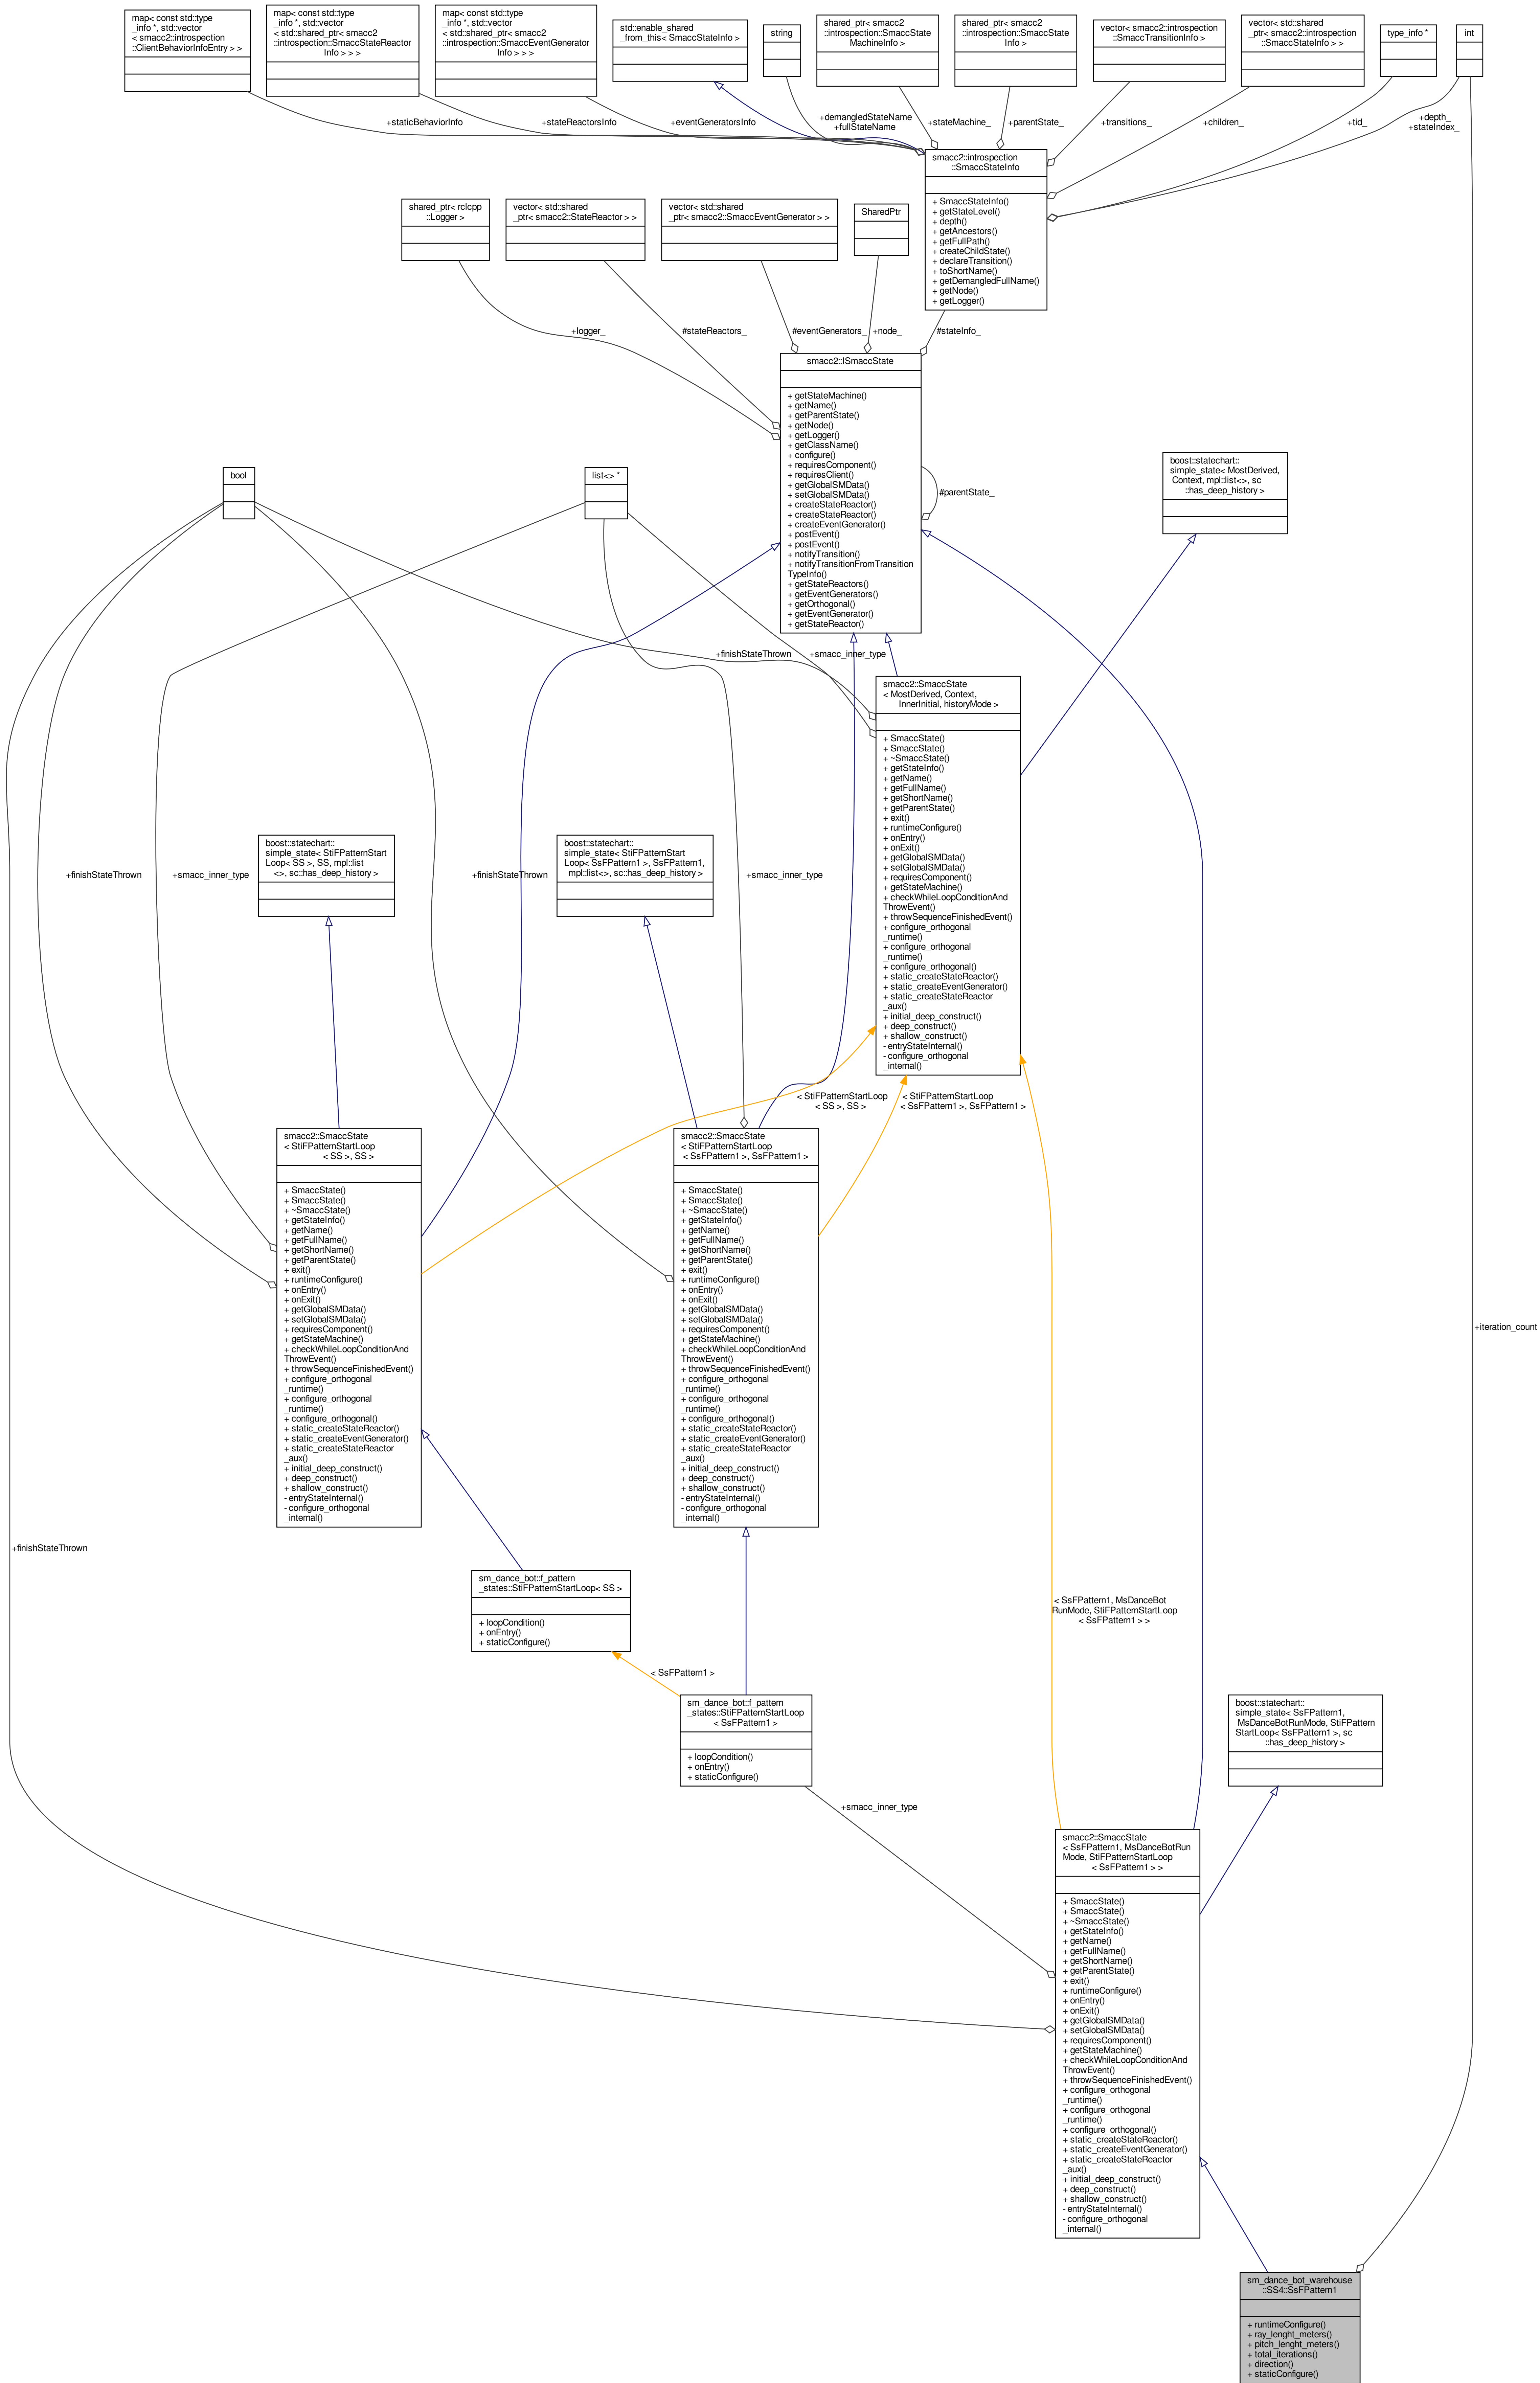 map< const std::type
_info *, std::vector
< smacc2::introspection
::ClientBehaviorInfoEntry > >
map< const std::type
_info *, std::vector
< std::shared_ptr< smacc2
::introspection::SmaccStateReactor
Info > > >
map< const std::type
_info *, std::vector
< std::shared_ptr< smacc2
::introspection::SmaccEventGenerator
Info > > >
std::enable_shared
_from_this< SmaccStateInfo >
string
shared_ptr< smacc2
::introspection::SmaccState
MachineInfo >
shared_ptr< smacc2
::introspection::SmaccState
Info >
vector< smacc2::introspection
::SmaccTransitionInfo >
vector< std::shared
_ptr< smacc2::introspection
::SmaccStateInfo > >
type_info *
int
+staticBehaviorInfo
+stateReactorsInfo
+eventGeneratorsInfo
+demangledStateName
+fullStateName
+stateMachine_
+parentState_
+transitions_
+children_
+tid_
+depth_
+stateIndex_
smacc2::introspection
::SmaccStateInfo
+ SmaccStateInfo()
+ getStateLevel()
+ depth()
+ getAncestors()
+ getFullPath()
+ createChildState()
+ declareTransition()
+ toShortName()
+ getDemangledFullName()
+ getNode()
+ getLogger()
shared_ptr< rclcpp
::Logger >
vector< std::shared
_ptr< smacc2::StateReactor > >
vector< std::shared
_ptr< smacc2::SmaccEventGenerator > >
SharedPtr
+logger_
#stateReactors_
#eventGenerators_
+node_
#stateInfo_
smacc2::ISmaccState
+ getStateMachine()
+ getName()
+ getParentState()
+ getNode()
+ getLogger()
+ getClassName()
+ configure()
+ requiresComponent()
+ requiresClient()
+ getGlobalSMData()
+ setGlobalSMData()
+ createStateReactor()
+ createStateReactor()
+ createEventGenerator()
+ postEvent()
+ postEvent()
+ notifyTransition()
+ notifyTransitionFromTransition
TypeInfo()
+ getStateReactors()
+ getEventGenerators()
+ getOrthogonal()
+ getEventGenerator()
+ getStateReactor()
#parentState_
bool
list<> *
boost::statechart::
simple_state< MostDerived,
Context, mpl::list<>, sc
::has_deep_history >
+finishStateThrown
+smacc_inner_type
smacc2::SmaccState
< MostDerived, Context,
InnerInitial, historyMode >
+ SmaccState()
+ SmaccState()
+ ~SmaccState()
+ getStateInfo()
+ getName()
+ getFullName()
+ getShortName()
+ getParentState()
+ exit()
+ runtimeConfigure()
+ onEntry()
+ onExit()
+ getGlobalSMData()
+ setGlobalSMData()
+ requiresComponent()
+ getStateMachine()
+ checkWhileLoopConditionAnd
ThrowEvent()
+ throwSequenceFinishedEvent()
+ configure_orthogonal
_runtime()
+ configure_orthogonal
_runtime()
+ configure_orthogonal()
+ static_createStateReactor()
+ static_createEventGenerator()
+ static_createStateReactor
_aux()
+ initial_deep_construct()
+ deep_construct()
+ shallow_construct()
- entryStateInternal()
- configure_orthogonal
_internal()
boost::statechart::
simple_state< StiFPatternStart
Loop< SS >, SS, mpl::list
<>, sc::has_deep_history >
boost::statechart::
simple_state< StiFPatternStart
Loop< SsFPattern1 >, SsFPattern1,
mpl::list<>, sc::has_deep_history >
+finishStateThrown
+smacc_inner_type
+finishStateThrown
+smacc_inner_type
< StiFPatternStartLoop
< SS >, SS >
< StiFPatternStartLoop
< SsFPattern1 >, SsFPattern1 >
smacc2::SmaccState
< StiFPatternStartLoop
< SS >, SS >
+ SmaccState()
+ SmaccState()
+ ~SmaccState()
+ getStateInfo()
+ getName()
+ getFullName()
+ getShortName()
+ getParentState()
+ exit()
+ runtimeConfigure()
+ onEntry()
+ onExit()
+ getGlobalSMData()
+ setGlobalSMData()
+ requiresComponent()
+ getStateMachine()
+ checkWhileLoopConditionAnd
ThrowEvent()
+ throwSequenceFinishedEvent()
+ configure_orthogonal
_runtime()
+ configure_orthogonal
_runtime()
+ configure_orthogonal()
+ static_createStateReactor()
+ static_createEventGenerator()
+ static_createStateReactor
_aux()
+ initial_deep_construct()
+ deep_construct()
+ shallow_construct()
- entryStateInternal()
- configure_orthogonal
_internal()
smacc2::SmaccState
< StiFPatternStartLoop
< SsFPattern1 >, SsFPattern1 >
+ SmaccState()
+ SmaccState()
+ ~SmaccState()
+ getStateInfo()
+ getName()
+ getFullName()
+ getShortName()
+ getParentState()
+ exit()
+ runtimeConfigure()
+ onEntry()
+ onExit()
+ getGlobalSMData()
+ setGlobalSMData()
+ requiresComponent()
+ getStateMachine()
+ checkWhileLoopConditionAnd
ThrowEvent()
+ throwSequenceFinishedEvent()
+ configure_orthogonal
_runtime()
+ configure_orthogonal
_runtime()
+ configure_orthogonal()
+ static_createStateReactor()
+ static_createEventGenerator()
+ static_createStateReactor
_aux()
+ initial_deep_construct()
+ deep_construct()
+ shallow_construct()
- entryStateInternal()
- configure_orthogonal
_internal()
+iteration_count
+finishStateThrown
sm_dance_bot::f_pattern
_states::StiFPatternStartLoop< SS >
+ loopCondition()
+ onEntry()
+ staticConfigure()
< SsFPattern1, MsDanceBot
RunMode, StiFPatternStartLoop
< SsFPattern1 > >
< SsFPattern1 >
sm_dance_bot::f_pattern
_states::StiFPatternStartLoop
< SsFPattern1 >
+ loopCondition()
+ onEntry()
+ staticConfigure()
boost::statechart::
simple_state< SsFPattern1,
MsDanceBotRunMode, StiFPattern
StartLoop< SsFPattern1 >, sc
::has_deep_history >
+smacc_inner_type
smacc2::SmaccState
< SsFPattern1, MsDanceBotRun
Mode, StiFPatternStartLoop
< SsFPattern1 > >
+ SmaccState()
+ SmaccState()
+ ~SmaccState()
+ getStateInfo()
+ getName()
+ getFullName()
+ getShortName()
+ getParentState()
+ exit()
+ runtimeConfigure()
+ onEntry()
+ onExit()
+ getGlobalSMData()
+ setGlobalSMData()
+ requiresComponent()
+ getStateMachine()
+ checkWhileLoopConditionAnd
ThrowEvent()
+ throwSequenceFinishedEvent()
+ configure_orthogonal
_runtime()
+ configure_orthogonal
_runtime()
+ configure_orthogonal()
+ static_createStateReactor()
+ static_createEventGenerator()
+ static_createStateReactor
_aux()
+ initial_deep_construct()
+ deep_construct()
+ shallow_construct()
- entryStateInternal()
- configure_orthogonal
_internal()
sm_dance_bot_warehouse
::SS4::SsFPattern1
+ runtimeConfigure()
+ ray_lenght_meters()
+ pitch_lenght_meters()
+ total_iterations()
+ direction()
+ staticConfigure()